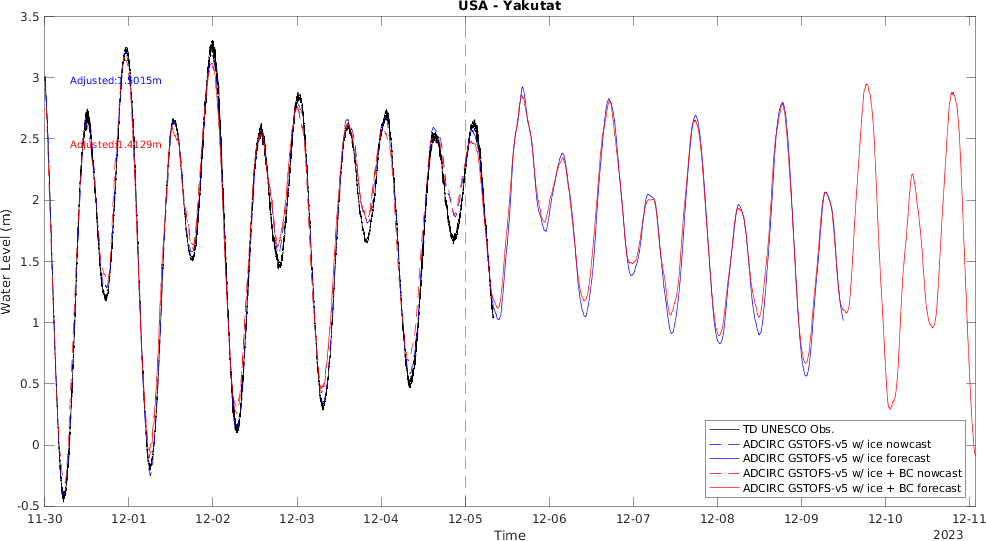 USA - Yakutat
3.5
3
2.5
2
1.5
1
0.5
0
-0.5
Water Level (m)
Adjusted:1.5015m
Adjusted:1.4129m
TD UNESCO Obs.
ADCIRC GSTOFS-v5 w/ ice nowcast
ADCIRC GSTOFS-v5 w/ ice forecast
ADCIRC GSTOFS-v5 w/ ice + BC nowcast
ADCIRC GSTOFS-v5 w/ ice + BC forecast
11-30 12-01 12-02 12-03 12-04 12-05 12-06 12-07 12-08 12-09 12-10 12-11
Time
2023